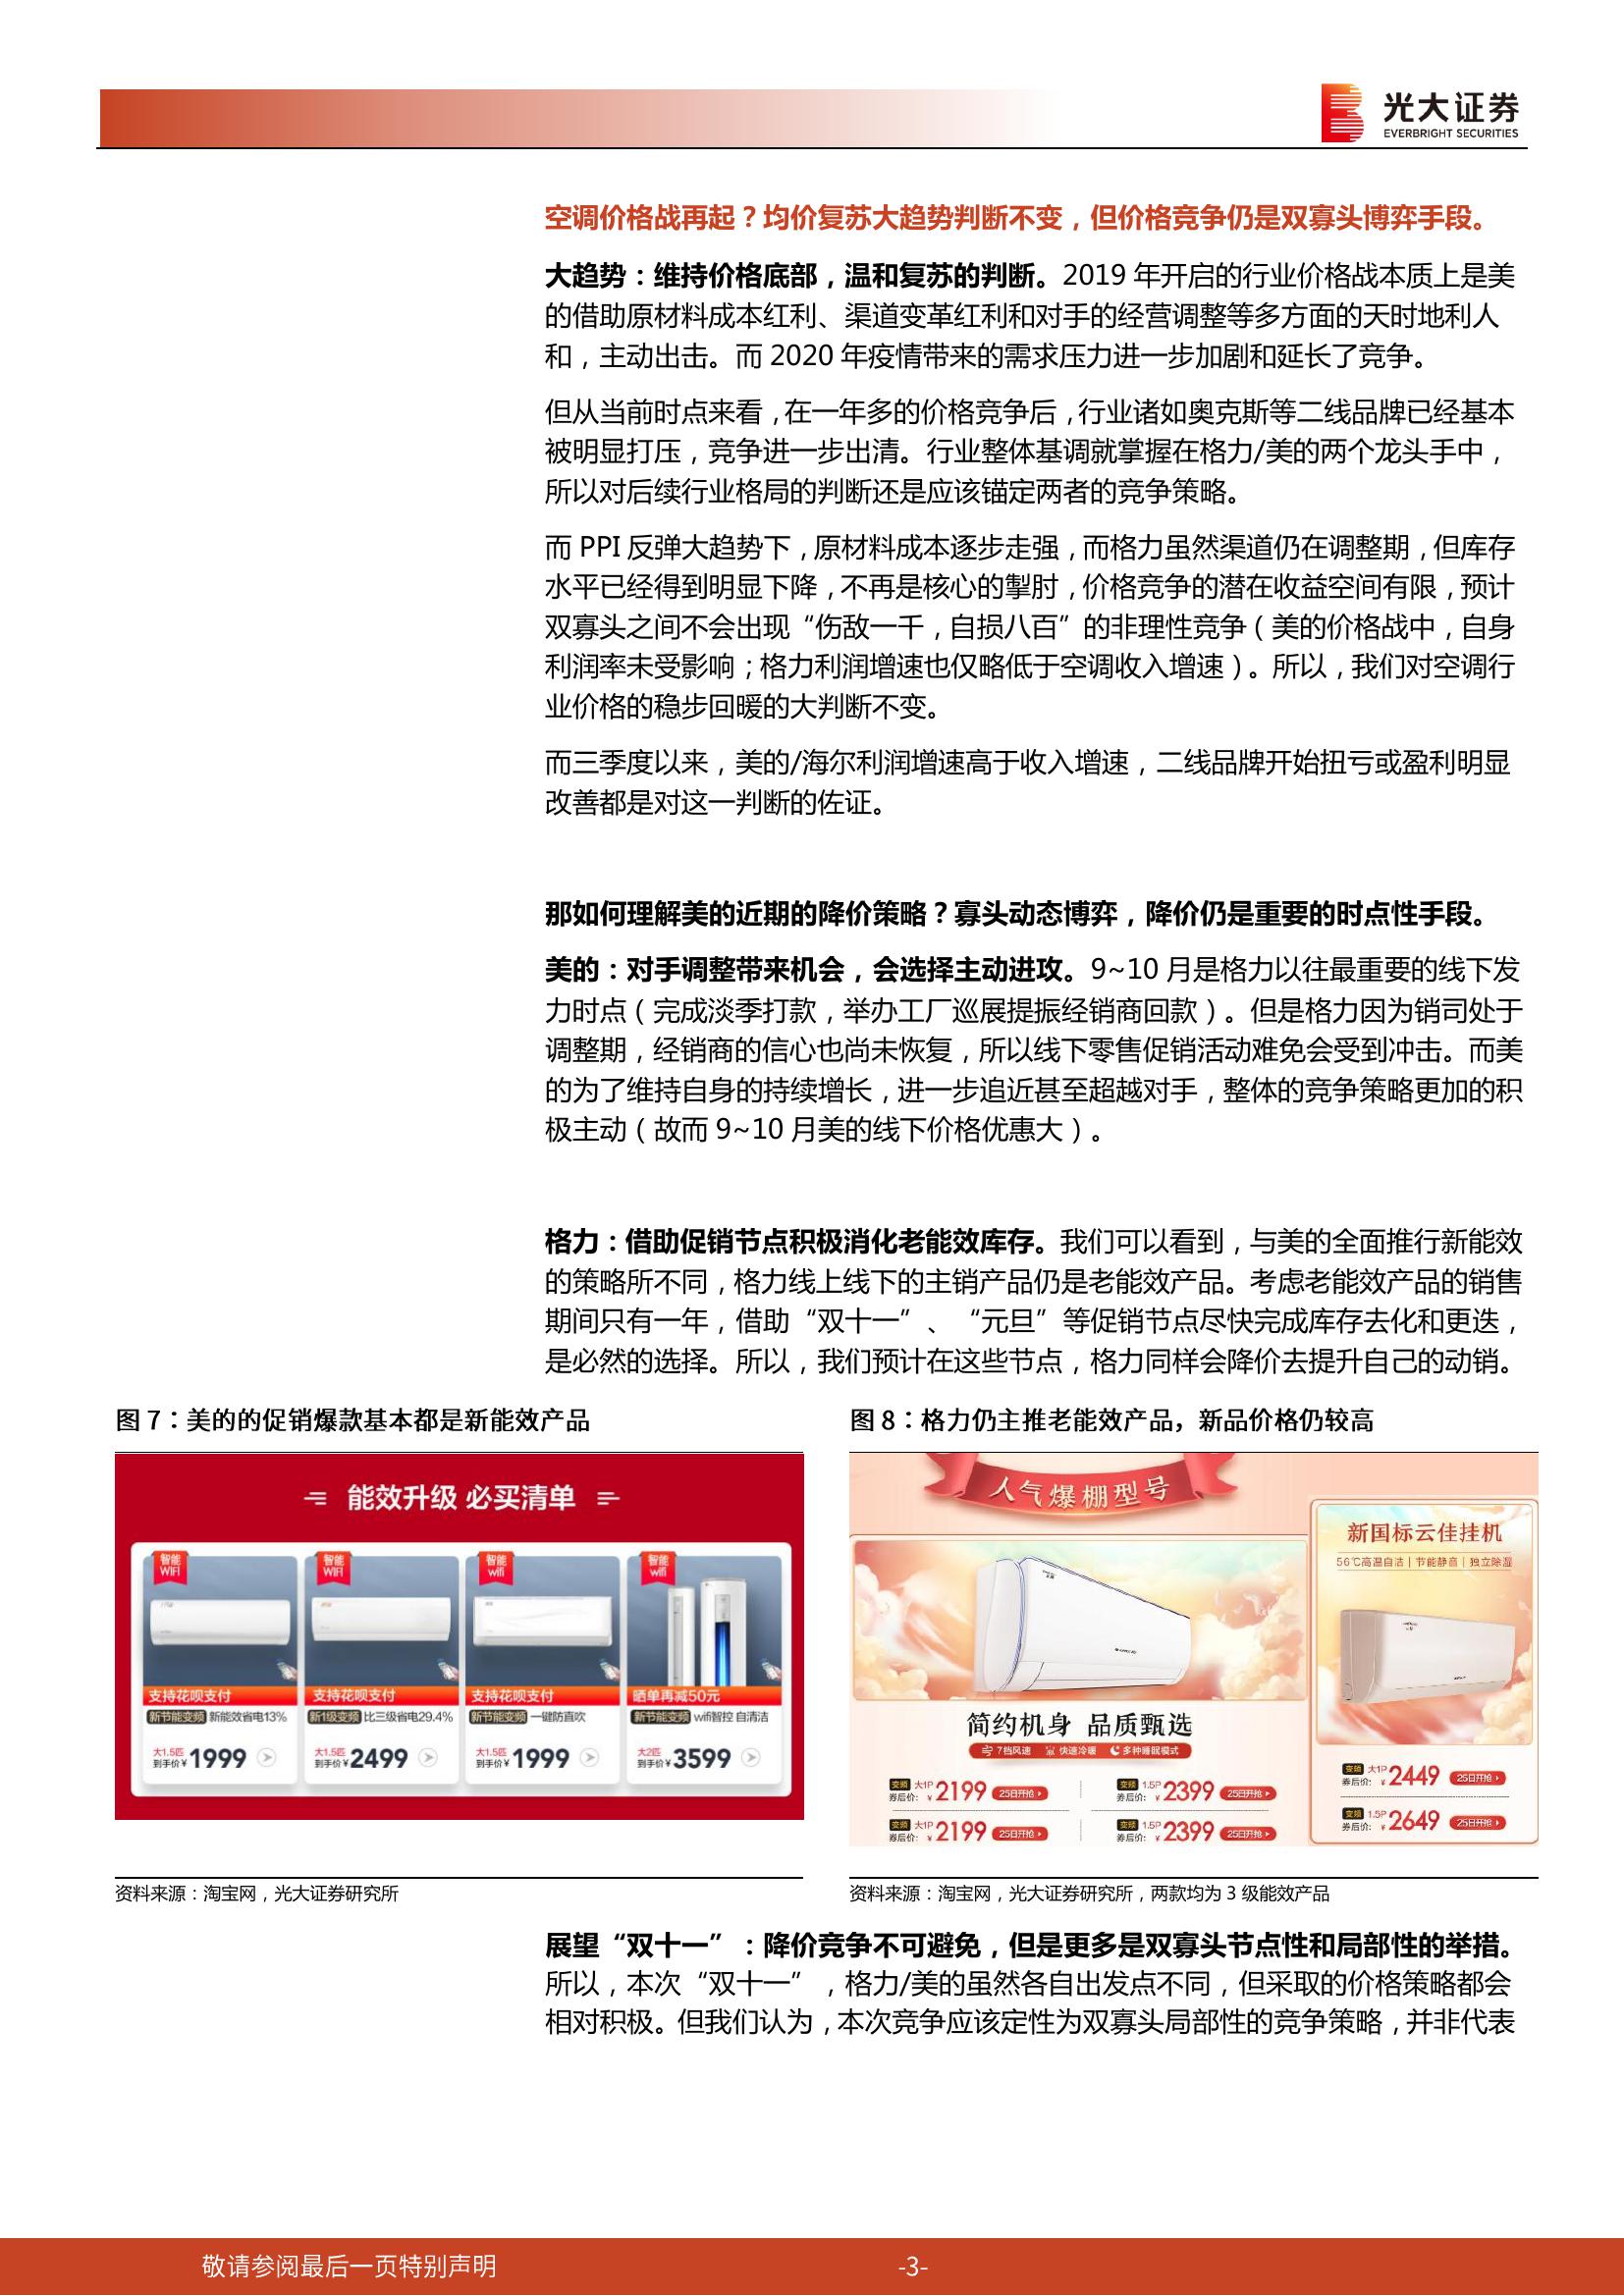 光大证券
EVERBRIGHT SECURITIES
空调价格战再起？均价复苏大趋势判断不变，但价格竞争仍是双寡头博弈手段。
大趋势：维持价格底部，温和复苏的判断。2019 年开启的行业价格战本质上是美
的借助原材料成本红利、渠道变革红利和对手的经营调整等多方面的天时地利人
和，主动出击。而 2020 年疫情带来的需求压力进一步加剧和延长了竞争。
但从当前时点来看，在一年多的价格竞争后，行业诸如奥克斯等二线品牌已经基本
被明显打压，竞争进一步出清。行业整体基调就掌握在格力/美的两个龙头手中，
所以对后续行业格局的判断还是应该锚定两者的竞争策略。
而 PPI 反弹大趋势下，原材料成本逐步走强，而格力虽然渠道仍在调整期，但库存
水平已经得到明显下降，不再是核心的掣肘，价格竞争的潜在收益空间有限，预计
双寡头之间不会出现“伤敌一千，自损八百”的非理性竞争（美的价格战中，自身
利润率未受影响；格力利润增速也仅略低于空调收入增速）。所以，我们对空调行
业价格的稳步回暖的大判断不变。
而三季度以来，美的/海尔利润增速高于收入增速，二线品牌开始扭亏或盈利明显
改善都是对这一判断的佐证。
那如何理解美的近期的降价策略？寡头动态博弈，降价仍是重要的时点性手段。
美的：对手调整带来机会，会选择主动进攻。9~10 月是格力以往最重要的线下发
力时点（完成淡季打款，举办工厂巡展提振经销商回款）。但是格力因为销司处于
调整期，经销商的信心也尚未恢复，所以线下零售促销活动难免会受到冲击。而美
的为了维持自身的持续增长，进一步追近甚至超越对手，整体的竞争策略更加的积
极主动（故而 9~10 月美的线下价格优惠大）。
格力：借助促销节点积极消化老能效库存。我们可以看到，与美的全面推行新能效
的策略所不同，格力线上线下的主销产品仍是老能效产品。考虑老能效产品的销售
期间只有一年，借助“双十一”、“元旦”等促销节点尽快完成库存去化和更迭，
是必然的选择。所以，我们预计在这些节点，格力同样会降价去提升自己的动销。
图 7：美的的促销爆款基本都是新能效产品
能效升级 必买清单
智能 WIFI 智能 WIFI 智能 wifi 智能 wifi
支持花呗支付 支持花呗支付 支持花呗支付 晒单再减50元
新节能变频 新能效省电13% 新1级变频 比三级省电29.4% 新节能变频 一键防直吹 新节能变频 wifi智控 自清洁
大1.5匹 大1.5匹 大1.5匹 大2匹
到手价¥1999 到手价¥2499 到手价¥1999 到手价¥3599
资料来源：淘宝网，光大证券研究所
图 8：格力仍主推老能效产品，新品价格仍较高
人气爆棚型号
新国标云佳挂机
56℃高温自洁 | 节能静音 | 独立除湿
简约机身 品质甄选
7档风速 快速冷暖 多种睡眠模式
变频 大1P 券后价：¥2199 25日开抢 变频 1.5P 券后价：¥2399 25日开抢
变频 大1P 券后价：¥2199 25日开抢 变频 1.5P 券后价：¥2399 25日开抢
变频 大1P 券后价：¥2449 25日开抢
变频 1.5P 券后价：¥2649 25日开抢
资料来源：淘宝网，光大证券研究所，两款均为 3 级能效产品
展望“双十一”：降价竞争不可避免，但是更多是双寡头节点性和局部性的举措。
所以，本次“双十一”，格力/美的虽然各自出发点不同，但采取的价格策略都会
相对积极。但我们认为，本次竞争应该定性为双寡头局部性的竞争策略，并非代表
敬请参阅最后一页特别声明
-3-